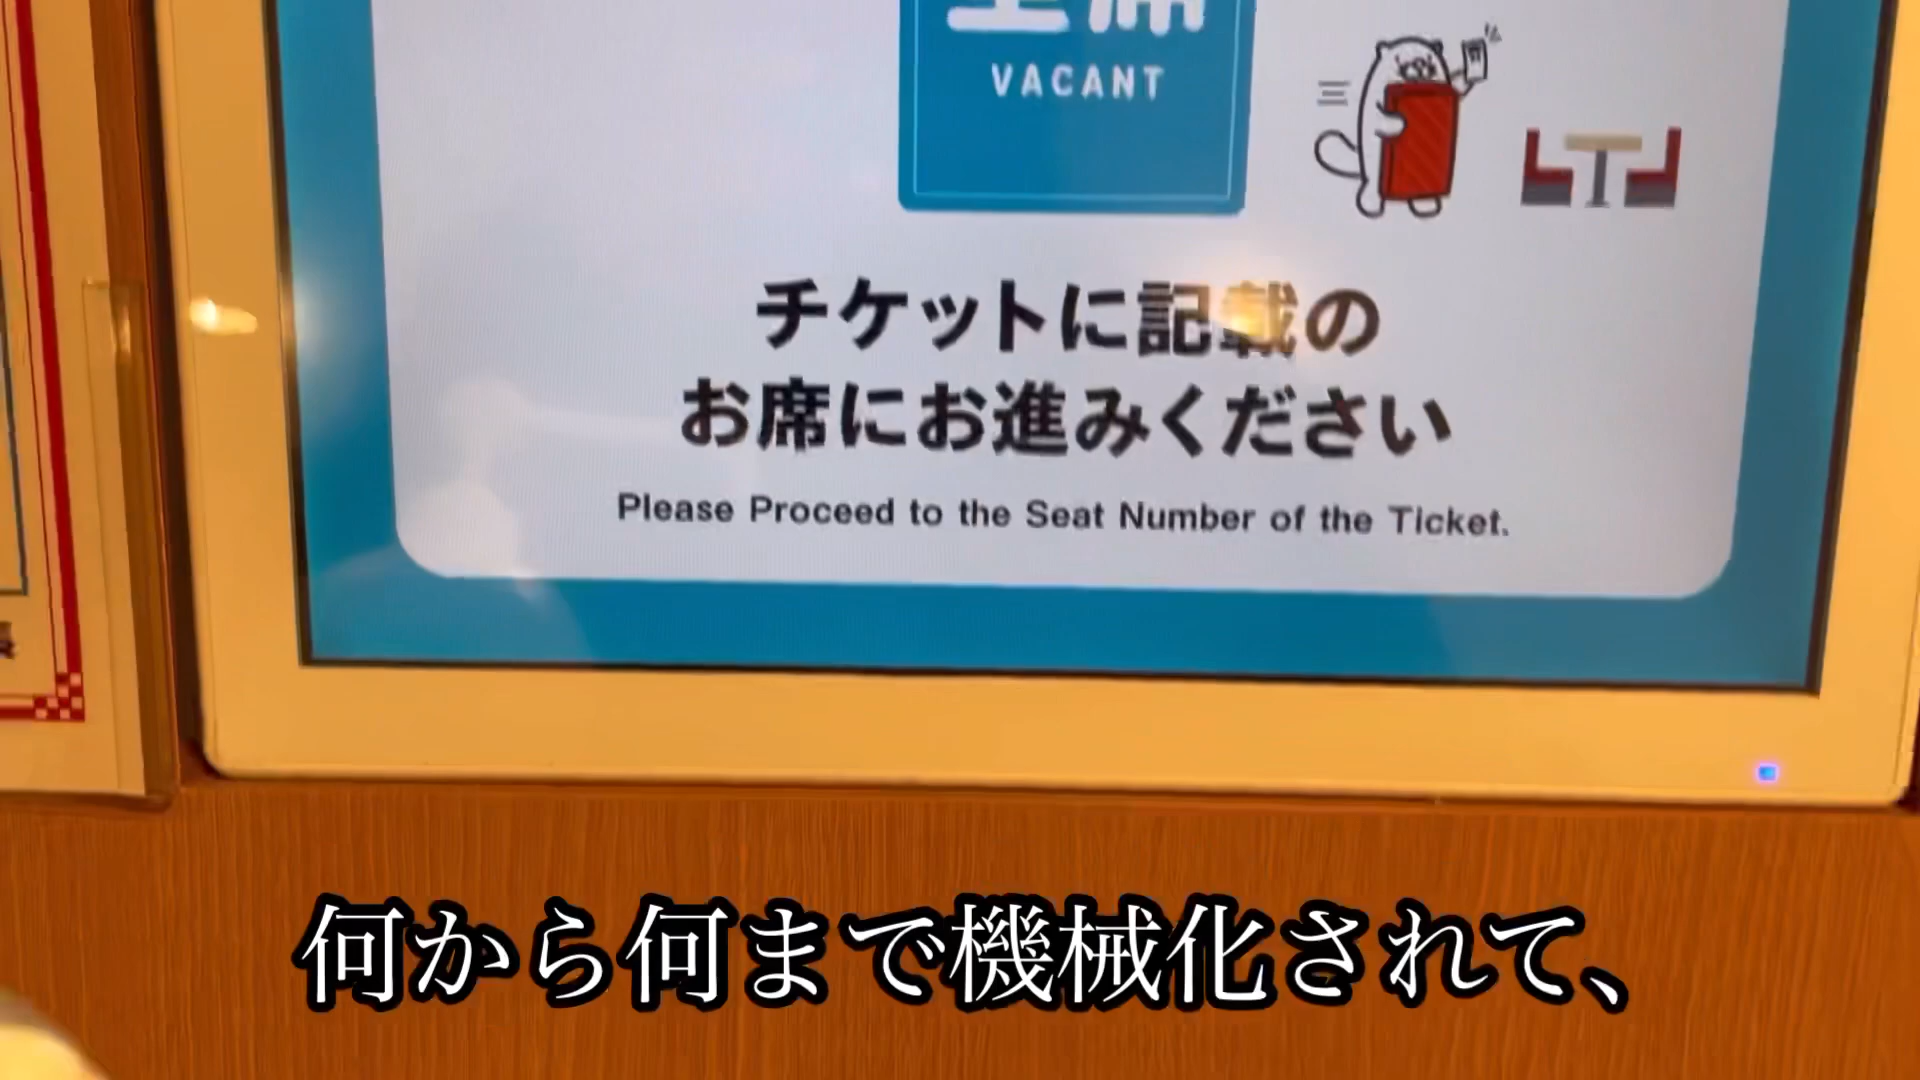 空席
VACANT
チケットに記載の
お席にお進みください
Please Proceed to the Seat Number of the Ticket.
何から何まで機械化されて、